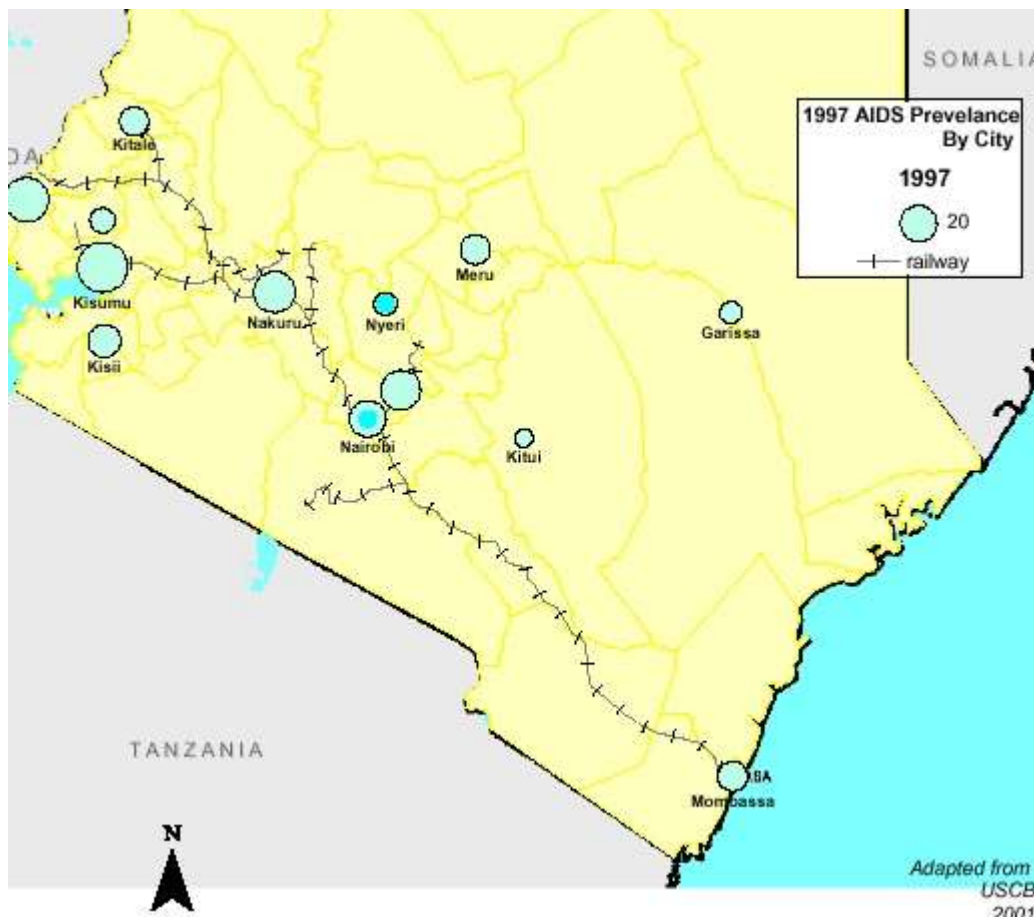 SOMALIA
1997 AIDS Prevelance
By City
1997
20
railway
DA
Kitale
Kisumu
Nakuru
Nyeri
Meru
Garissa
Kisii
Nairobi
Kitui
TANZANIA
Mombassa
N
Adapted from
USCB
2001